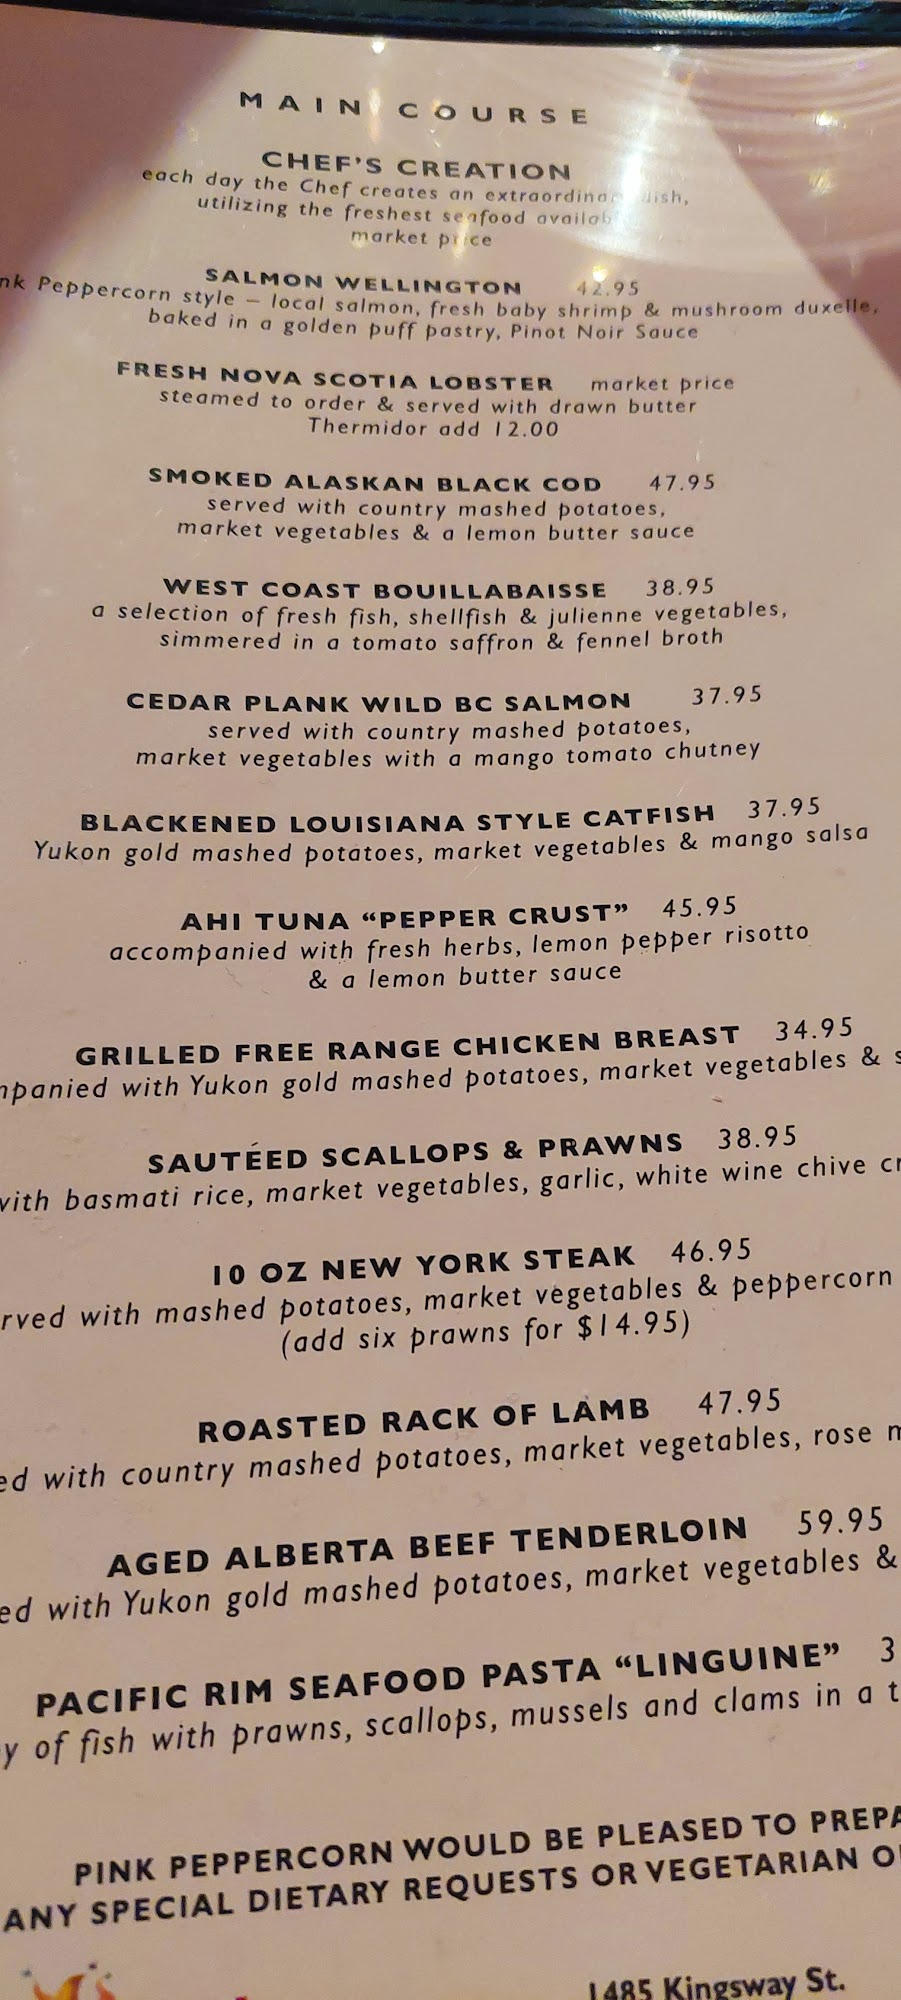 MAIN COURSE
CHEF'S CREATION
each day the Chef creates an extraordinary dish,
utilizing the freshest seafood
market price
SALMON WELLINGTON 42.95
Peppercorn style – local salmon, fresh baby shrimp & mushroom duxelle,
baked in a golden puff pastry, Pinot Noir Sauce
FRESH NOVA SCOTIA LOBSTER market price
steamed to order & served with drawn butter
Thermidor add 12.00
SMOKED ALASKAN BLACK COD 47.95
served with country mashed potatoes,
market vegetables & a lemon butter sauce
WEST COAST BOUILLABAISSE 38.95
a selection of fresh fish, shellfish & julienne vegetables,
simmered in a tomato saffron & fennel broth
CEDAR PLANK WILD BC SALMON 37.95
served with country mashed potatoes,
market vegetables with a mango tomato chutney
BLACKENED LOUISIANA STYLE CATFISH 37.95
Yukon gold mashed potatoes, market vegetables & mango salsa
AHI TUNA “PEPPER CRUST” 45.95
accompanied with fresh herbs, lemon pepper risotto
& a lemon butter sauce
GRILLED FREE RANGE CHICKEN BREAST 34.95
with Yukon gold mashed potatoes, market vegetables &
SAUTÉED SCALLOPS & PRAWNS 38.95
with basmati rice, market vegetables, garlic, white wine chive
10 OZ NEW YORK STEAK 46.95
with mashed potatoes, market vegetables & peppercorn
(add six prawns for $14.95)
ROASTED RACK OF LAMB 47.95
with country mashed potatoes, market vegetables, rose
AGED ALBERTA BEEF TENDERLOIN 59.95
with Yukon gold mashed potatoes, market vegetables &
PACIFIC RIM SEAFOOD PASTA “LINGUINE”
of fish with prawns, scallops, mussels and clams in a
PINK PEPPERCORN WOULD BE PLEASED TO
ANY SPECIAL DIETARY REQUESTS OR VEGETARIAN
1485 Kingsway St.